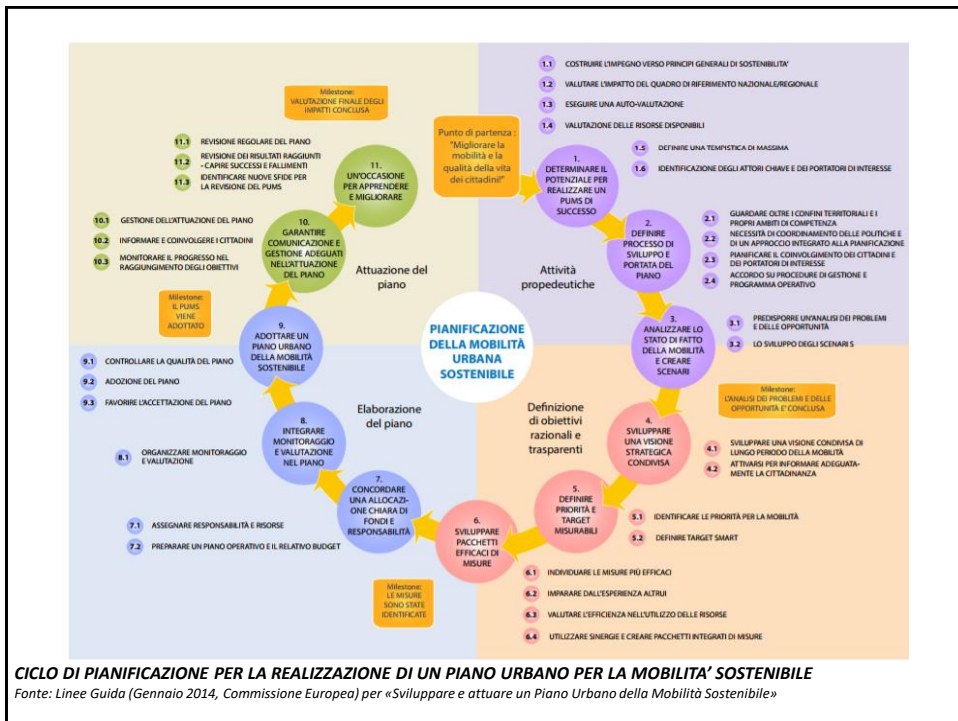 Punto di partenza :
"Migliorare la
mobilità e la
qualità della vita
dei cittadini!"
1.
DETERMINARE IL
POTENZIALE PER
REALIZZARE UN
PUMS DI
SUCCESSO
1.1 COSTRUIRE L'IMPEGNO VERSO PRINCIPI GENERALI DI SOSTENIBILITA'
1.2 VALUTARE L'IMPATTO DEL QUADRO DI RIFERIMENTO NAZIONALE/REGIONALE
1.3 ESEGUIRE UNA AUTO-VALUTAZIONE
1.4 VALUTAZIONE DELLE RISORSE DISPONIBILI
1.5 DEFINIRE UNA TEMPISTICA DI MASSIMA
1.6 IDENTIFICAZIONE DEGLI ATTORI CHIAVE E DEI PORTATORI DI INTERESSE
2.
DEFINIRE
PROCESSO DI
SVILUPPO E
PORTATA DEL
PIANO
2.1 GUARDARE OLTRE I CONFINI TERRITORIALI E I
PROPRI AMBITI DI COMPETENZA
2.2 NECESSITÀ DI COORDINAMENTO DELLE POLITICHE E
DI UN APPROCCIO INTEGRATO ALLA PIANIFICAZIONE
2.3 PIANIFICARE IL COINVOLGIMENTO DEI CITTADINI E
DEI PORTATORI DI INTERESSE
2.4 ACCORDO SU PROCEDURE DI GESTIONE E
PROGRAMMA OPERATIVO
Attività
propedeutiche
3.
ANALIZZARE LO
STATO DI FATTO
DELLA MOBILITÀ
E CREARE
SCENARI
3.1 PREDISPORRE UN'ANALISI DEI PROBLEMI
E DELLE OPPORTUNITÀ
3.2 LO SVILUPPO DEGLI SCENARI S
Milestone:
L'ANALISI DEI PROBLEMI E DELLE
OPPORTUNITA E' CONCLUSA
4.
SVILUPPARE
UNA VISIONE
STRATEGICA
CONDIVISA
4.1 SVILUPPARE UNA VISIONE CONDIVISA DI
LUNGO PERIODO DELLA MOBILITÀ
4.2 ATTIVARSI PER INFORMARE ADEGUATA-
MENTE LA CITTADINANZA
Definizione
di obiettivi
razionali e
trasparenti
5.
DEFINIRE
PRIORITÀ E
TARGET
MISURABILI
5.1 IDENTIFICARE LE PRIORITÀ PER LA MOBILITÀ
5.2 DEFINIRE TARGET SMART
6.
SVILUPPARE
PACCHETTI
EFFICACI DI
MISURE
6.1 INDIVIDUARE LE MISURE PIÙ EFFICACI
6.2 IMPARARE DALL'ESPERIENZA ALTRUI
6.3 VALUTARE L'EFFICIENZA NELL'UTILIZZO DELLE RISORSE
6.4 UTILIZZARE SINERGIE E CREARE PACCHETTI INTEGRATI DI MISURE
Milestone:
LE MISURE
SONO STATE
IDENTIFICATE
7.
CONCORDARE
UNA ALLOCAZI-
ONE CHIARA DI
FONDI E
RESPONSABILITÀ
7.1 ASSEGNARE RESPONSABILITÀ E RISORSE
7.2 PREPARARE UN PIANO OPERATIVO E IL RELATIVO BUDGET
8.
INTEGRARE
MONITORAGGIO
E VALUTAZIONE
NEL PIANO
8.1 ORGANIZZARE MONITORAGGIO
E VALUTAZIONE
Elaborazione
del piano
9.
ADOTTARE UN
PIANO URBANO
DELLA MOBILITÀ
SOSTENIBILE
9.1 CONTROLLARE LA QUALITÀ DEL PIANO
9.2 ADOZIONE DEL PIANO
9.3 FAVORIRE L'ACCETTAZIONE DEL PIANO
Milestone:
IL PUMS
VIENE
ADOTTATO
10.
GARANTIRE
COMUNICAZIONE E
GESTIONE ADEGUATI
NELL'ATTUAZIONE
DEL PIANO
10.1 GESTIONE DELL'ATTUAZIONE DEL PIANO
10.2 INFORMARE E COINVOLGERE I CITTADINI
10.3 MONITORARE IL PROGRESSO NEL
RAGGIUNGIMENTO DEGLI OBIETTIVI
Attuazione del
piano
11.
UN'OCCASIONE
PER APPRENDERE
E MIGLIORARE
11.1 REVISIONE REGOLARE DEL PIANO
11.2 REVISIONE DEI RISULTATI RAGGIUNTI
- CAPIRE SUCCESSI E FALLIMENTI
11.3 IDENTIFICARE NUOVE SFIDE PER
LA REVISIONE DEL PUMS
Milestone:
VALUTAZIONE FINALE DEGLI
IMPATTI CONCLUSA
PIANIFICAZIONE
DELLA MOBILITÀ
URBANA
SOSTENIBILE
CICLO DI PIANIFICAZIONE PER LA REALIZZAZIONE DI UN PIANO URBANO PER LA MOBILITA' SOSTENIBILE
Fonte: Linee Guida (Gennaio 2014, Commissione Europea) per «Sviluppare e attuare un Piano Urbano della Mobilità Sostenibile»